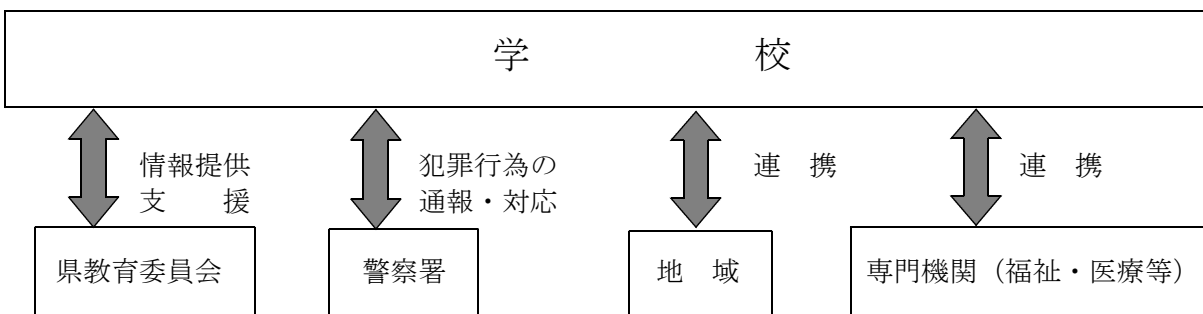 学　　校
情報提供
支　　援
犯罪行為の
通報・対応
連　携
連　携
県教育委員会
警察署
地　域
専門機関（福祉・医療等）